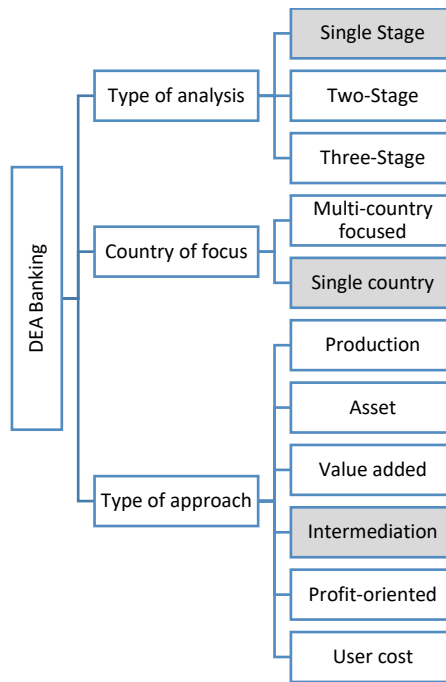 DEA Banking
Type of analysis
Single Stage
Two-Stage
Three-Stage
Country of focus
Multi-country
focused
Single country
Type of approach
Production
Asset
Value added
Intermediation
Profit-oriented
User cost